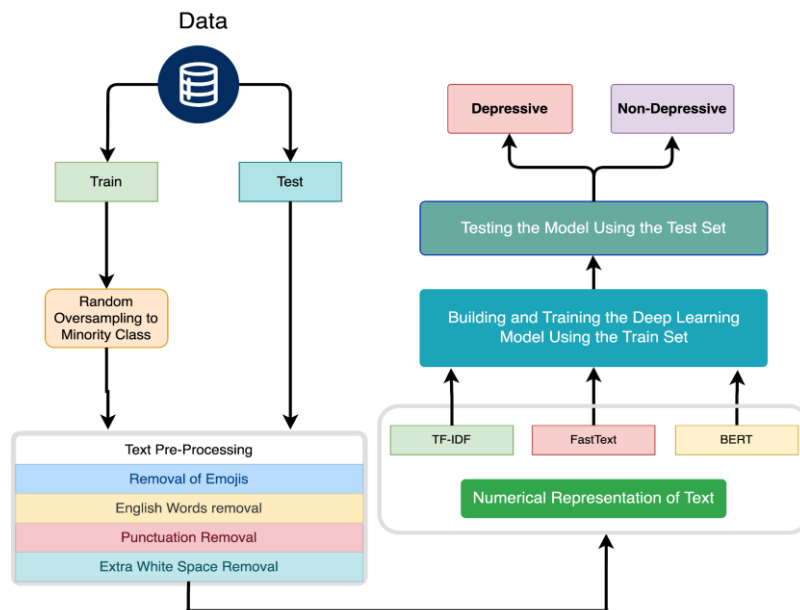 Data
Train
Test
Random
Oversampling to
Minority Class
Text Pre-Processing
Removal of Emojis
English Words removal
Punctuation Removal
Extra White Space Removal
Depressive
Non-Depressive
Testing the Model Using the Test Set
Building and Training the Deep Learning
Model Using the Train Set
TF-IDF
FastText
BERT
Numerical Representation of Text